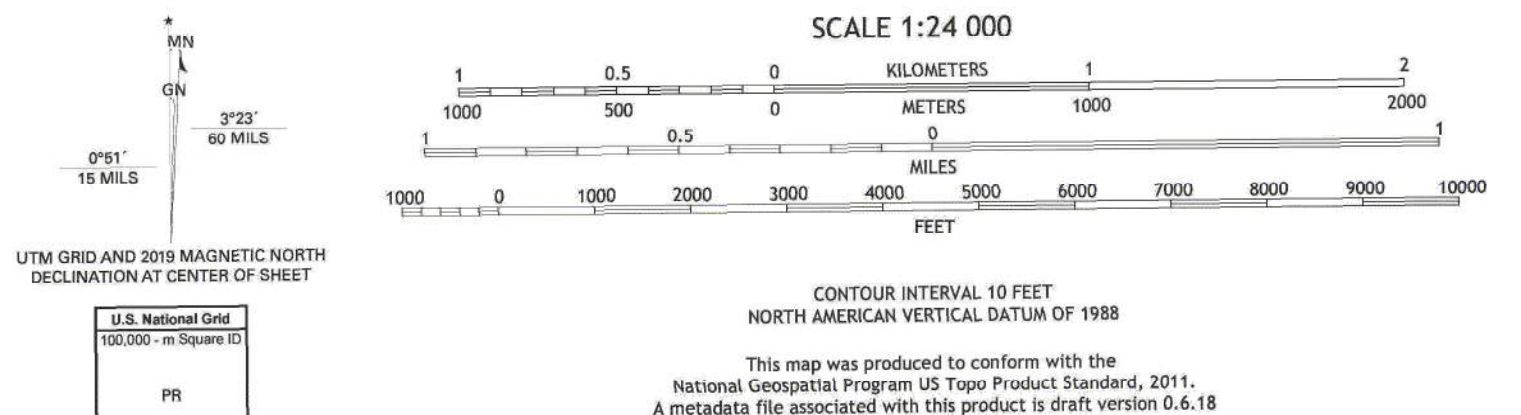 ★
MN
GN
3°23´
60 MILS
0°51´
15 MILS
UTM GRID AND 2019 MAGNETIC NORTH
DECLINATION AT CENTER OF SHEET
U.S. National Grid
100,000 - m Square ID
PR
SCALE 1:24 000
1 0.5 0 KILOMETERS 1 2
1000 500 0 METERS 1000 2000
1 0.5 0 1
MILES
1000 0 1000 2000 3000 4000 5000 6000 7000 8000 9000 10000
FEET
CONTOUR INTERVAL 10 FEET
NORTH AMERICAN VERTICAL DATUM OF 1988
This map was produced to conform with the
National Geospatial Program US Topo Product Standard, 2011.
A metadata file associated with this product is draft version 0.6.18